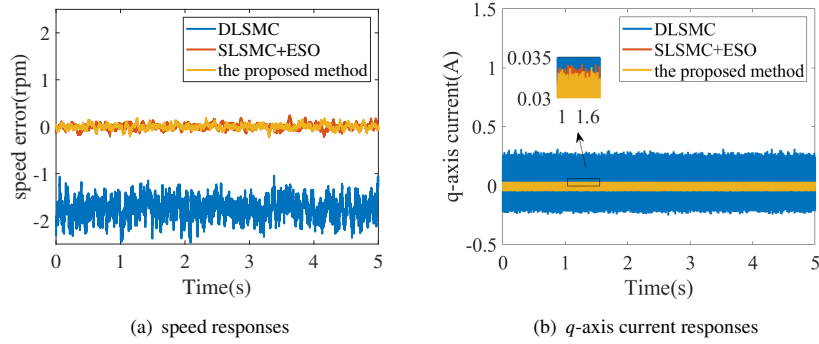 2
1
0
-1
-2
speed error(rpm)
DLSMC
SLSMC+ESO
the proposed method
0 1 2 3 4 5
Time(s)
(a) speed responses
1.5
1
0.5
0
-0.5
q-axis current(A)
DLSMC
SLSMC+ESO
the proposed method
0.035
0.03
1 1.6
0 1 2 3 4 5
Time(s)
(b) q-axis current responses